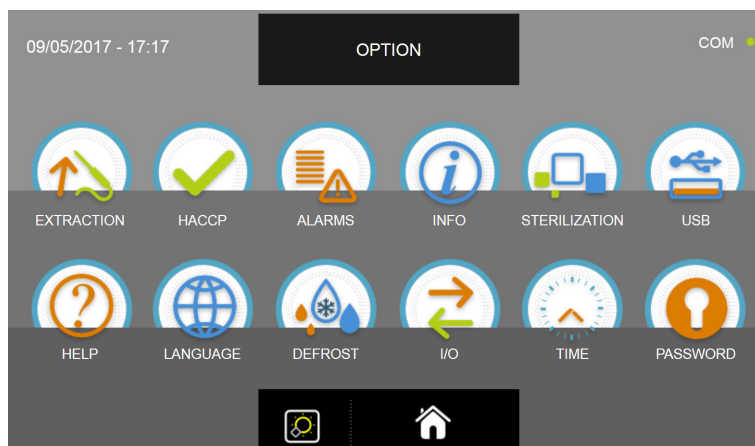 09/05/2017 - 17:17
OPTION
COM
EXTRACTION
HACCP
ALARMS
INFO
STERILIZATION
USB
HELP
LANGUAGE
DEFROST
I/O
TIME
PASSWORD